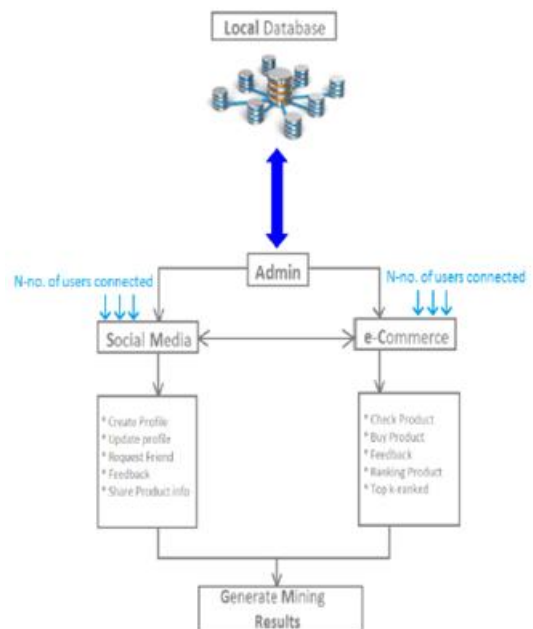 Local Database
Admin
N-no. of users connected
N-no. of users connected
Social Media
e-Commerce
* Create Profile
* Update profile
* Request Friend
* Feedback
* Share Product info
* Check Product
* Buy Product
* Feedback
* Ranking Product
* Top k-ranked
Generate Mining
Results